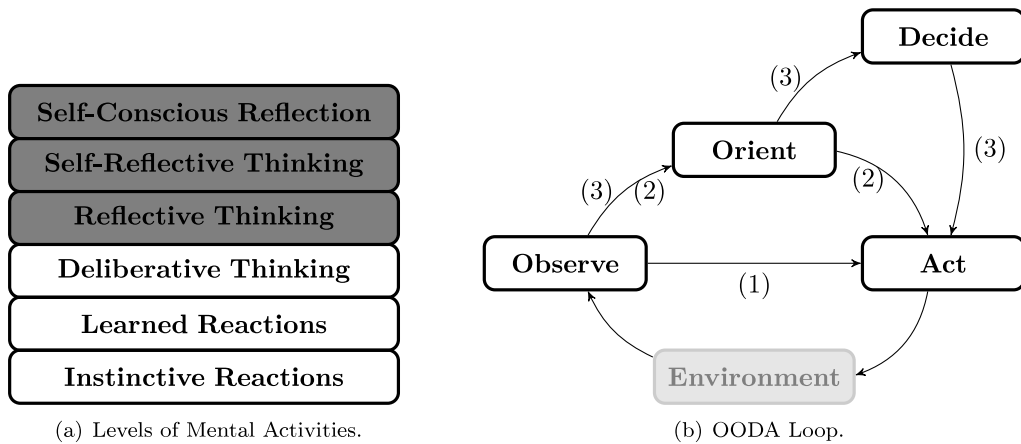 Self-Conscious Reflection
Self-Reflective Thinking
Reflective Thinking
Deliberative Thinking
Learned Reactions
Instinctive Reactions
(a) Levels of Mental Activities.
Decide
(3)
Orient
(3)
(3)
(2)
(2)
Observe
Act
(1)
Environment
(b) OODA Loop.